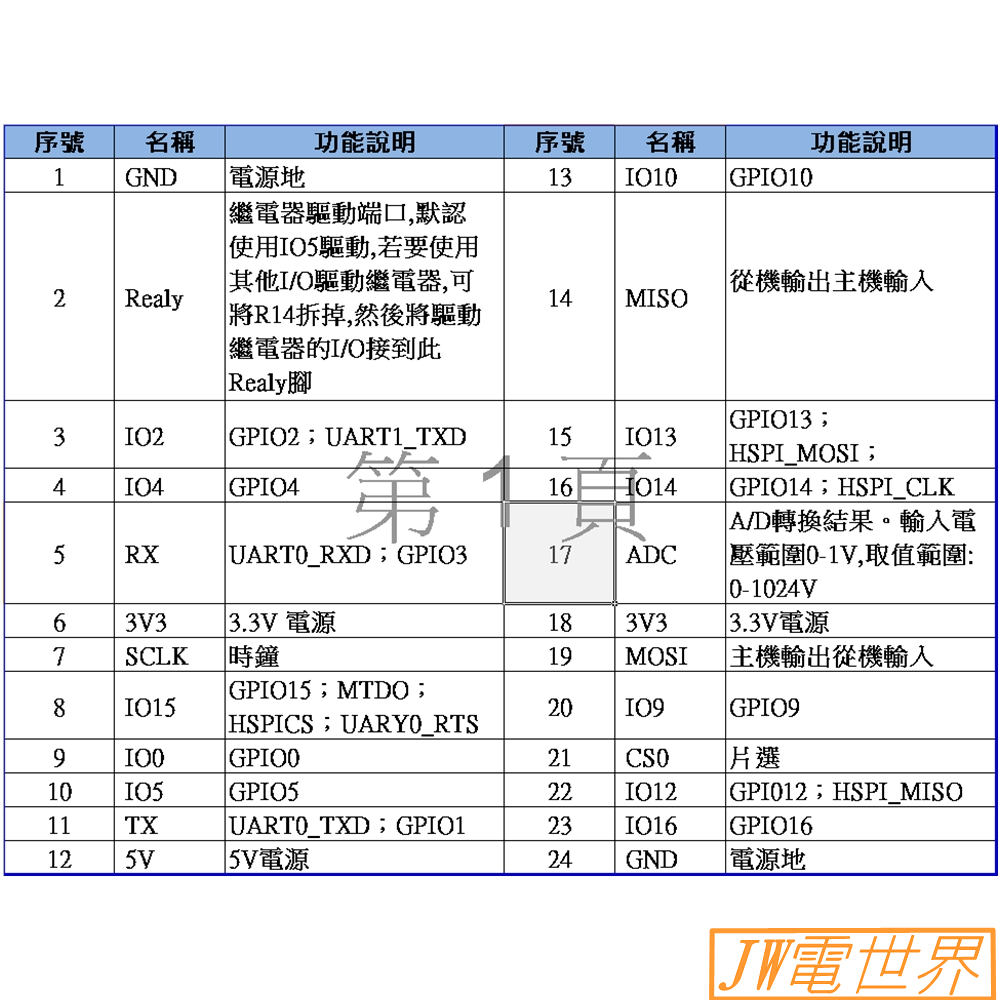 序號 名稱 功能說明 序號 名稱 功能說明
1 GND 電源地 13 IO10 GPIO10
2 Realy 繼電器驅動端口,默認
使用IO5驅動,若要使用
其他I/O驅動繼電器,可
將R14拆掉,然後將驅動
繼電器的I/O接到此
Realy腳
14 MISO 從機輸出主機輸入
3 IO2 GPIO2；UART1_TXD 15 IO13 GPIO13；
HSPI_MOSI；
4 IO4 GPIO4 16 IO14 GPIO14；HSPI_CLK
第 1 頁
5 RX UART0_RXD；GPIO3 17 ADC A/D轉換結果。輸入電
壓範圍0-1V,取值範圍:
0-1024V
6 3V3 3.3V 電源 18 3V3 3.3V電源
7 SCLK 時鐘 19 MOSI 主機輸出從機輸入
8 IO15 GPIO15；MTDO；
HSPICS；UARY0_RTS
20 IO9 GPIO9
9 IO0 GPIO0 21 CS0 片選
10 IO5 GPIO5 22 IO12 GPI012；HSPI_MISO
11 TX UART0_TXD；GPIO1 23 IO16 GPIO16
12 5V 5V電源 24 GND 電源地
JW電世界